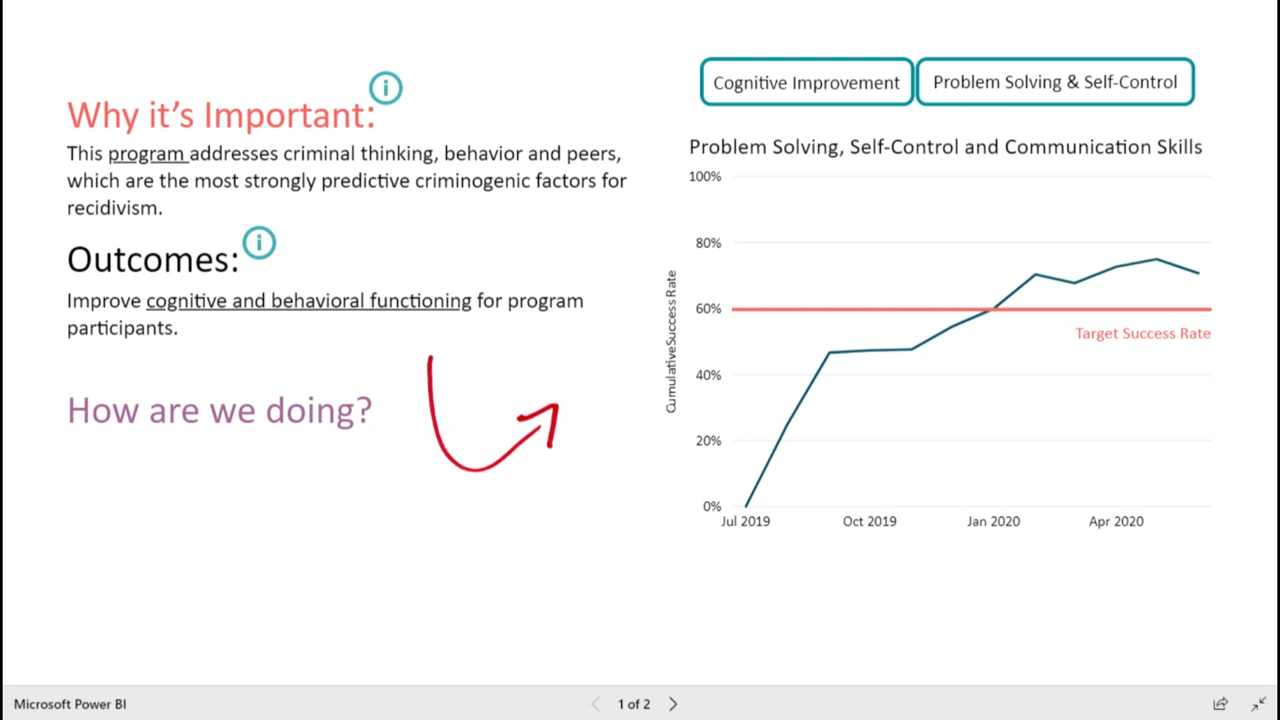 Why it's Important:
This program addresses criminal thinking, behavior and peers,
which are the most strongly predictive criminogenic factors for
recidivism.
Outcomes:
Improve cognitive and behavioral functioning for program
participants.
How are we doing?
Cognitive Improvement
Problem Solving & Self-Control
Problem Solving, Self-Control and Communication Skills
CumulativeSuccess Rate
100%
80%
60%
40%
20%
0%
Target Success Rate
Jul 2019 Oct 2019 Jan 2020 Apr 2020
Microsoft Power BI
1 of 2